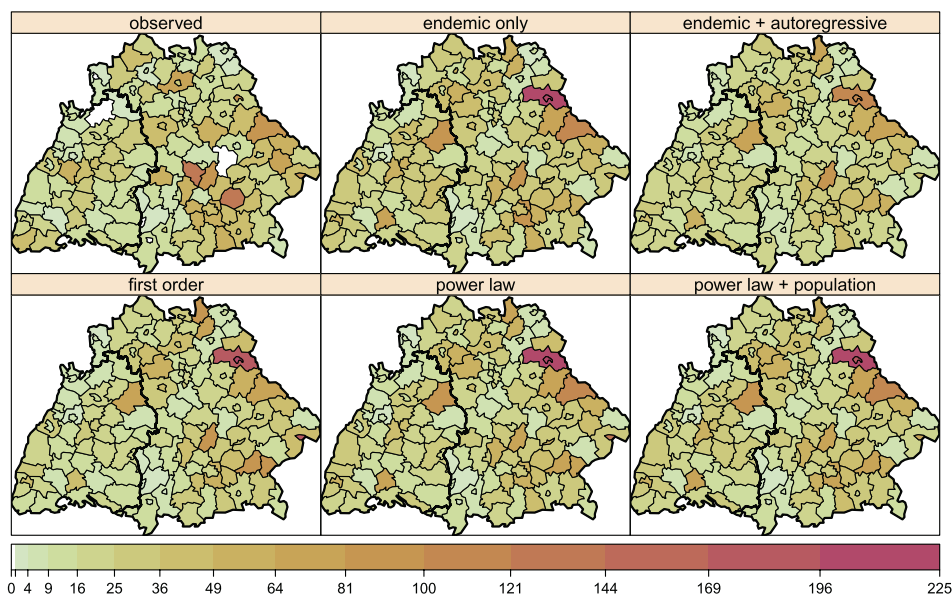 observed
endemic only
endemic + autoregressive
first order
power law
power law + population
0 4 9 16 25 36 49 64 81 100 121 144 169 196 225